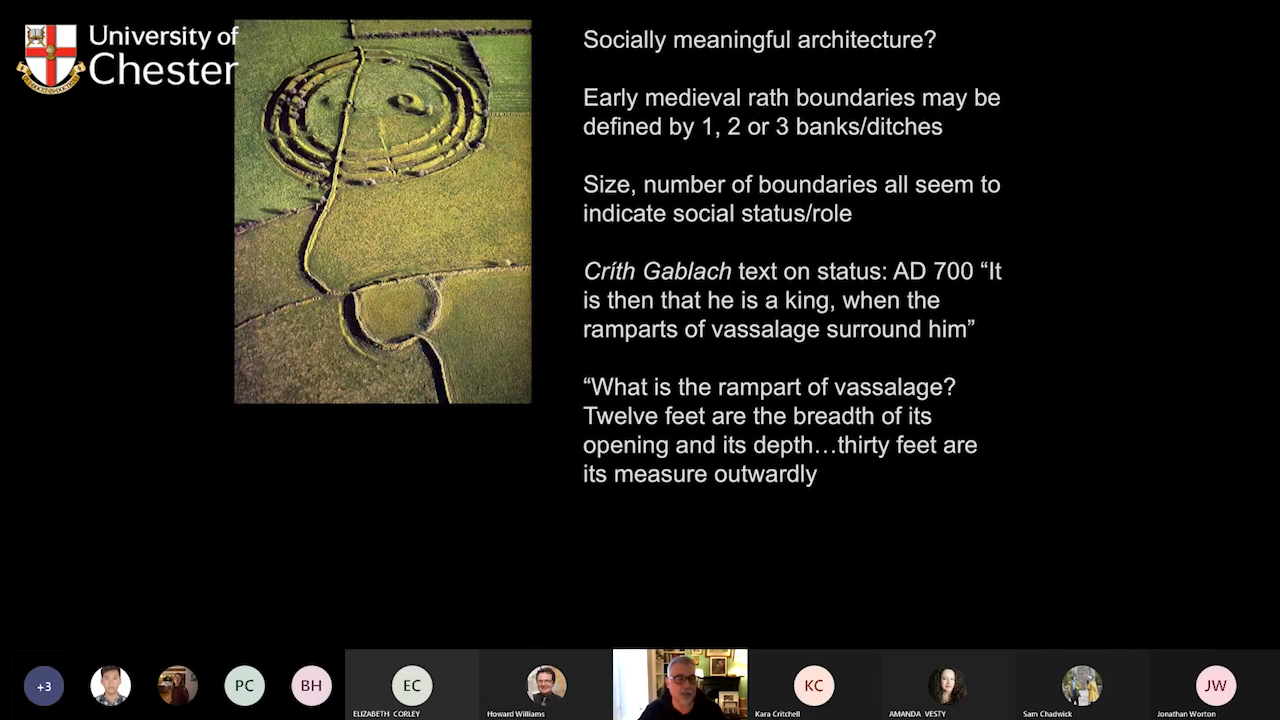 University of
Chester
Socially meaningful architecture?
Early medieval rath boundaries may be
defined by 1, 2 or 3 banks/ditches
Size, number of boundaries all seem to
indicate social status/role
Críth Gablach text on status: AD 700 “It
is then that he is a king, when the
ramparts of vassalage surround him”
“What is the rampart of vassalage?
Twelve feet are the breadth of its
opening and its depth…thirty feet are
its measure outwardly
+3
PC
BH
EC
KC
JW
ELIZABETH CORLEY
Howard Williams
Kara Critchell
AMANDA VESTY
Sam Chadwick
Jonathan Worton